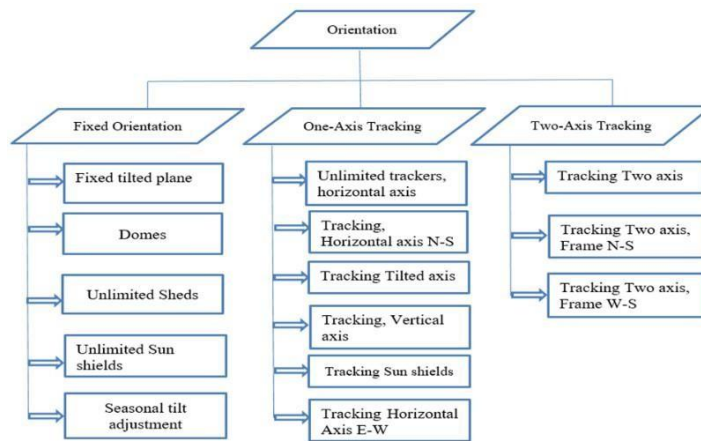 Orientation
Fixed Orientation
One-Axis Tracking
Two-Axis Tracking
Fixed tilted plane
Domes
Unlimited Sheds
Unlimited Sun
shields
Seasonal tilt
adjustment
Unlimited trackers,
horizontal axis
Tracking,
Horizontal axis N-S
Tracking Tilted axis
Tracking, Vertical
axis
Tracking Sun shields
Tracking Horizontal
Axis E-W
Tracking Two axis
Tracking Two axis,
Frame N-S
Tracking Two axis,
Frame W-S